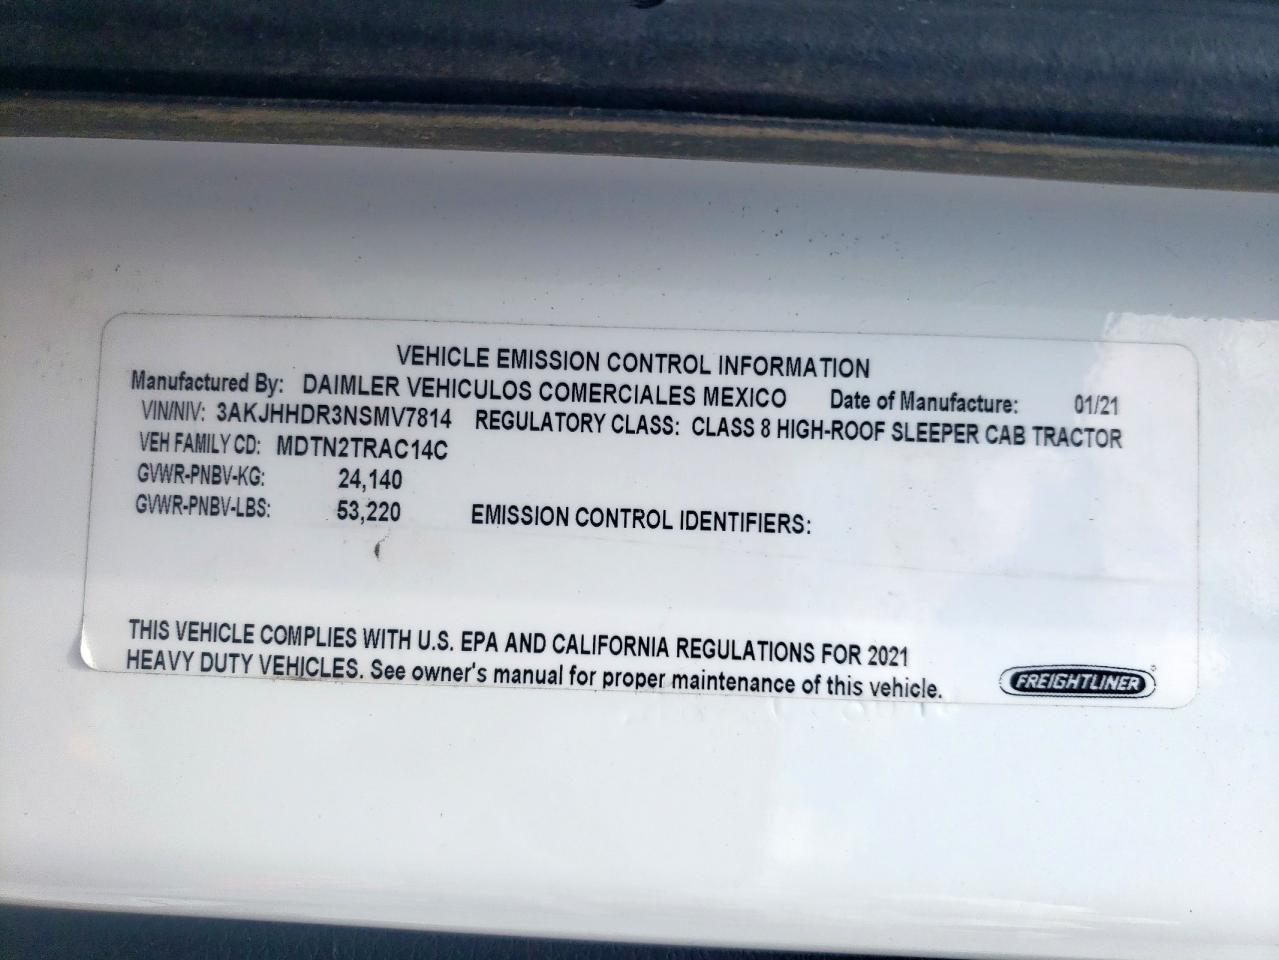 VEHICLE EMISSION CONTROL INFORMATION
Manufactured By: DAIMLER VEHICULOS COMERCIALES MEXICO Date of Manufacture: 01/21
VIN/NIV: 3AKJHHDR3NSMV7814 REGULATORY CLASS: CLASS 8 HIGH-ROOF SLEEPER CAB TRACTOR
VEH FAMILY CD: MDTN2TRAC14C
GVWR-PNBV-KG: 24,140
GVWR-PNBV-LBS: 53,220 EMISSION CONTROL IDENTIFIERS:
THIS VEHICLE COMPLIES WITH U.S. EPA AND CALIFORNIA REGULATIONS FOR 2021
HEAVY DUTY VEHICLES. See owner's manual for proper maintenance of this vehicle.
FREIGHTLINER